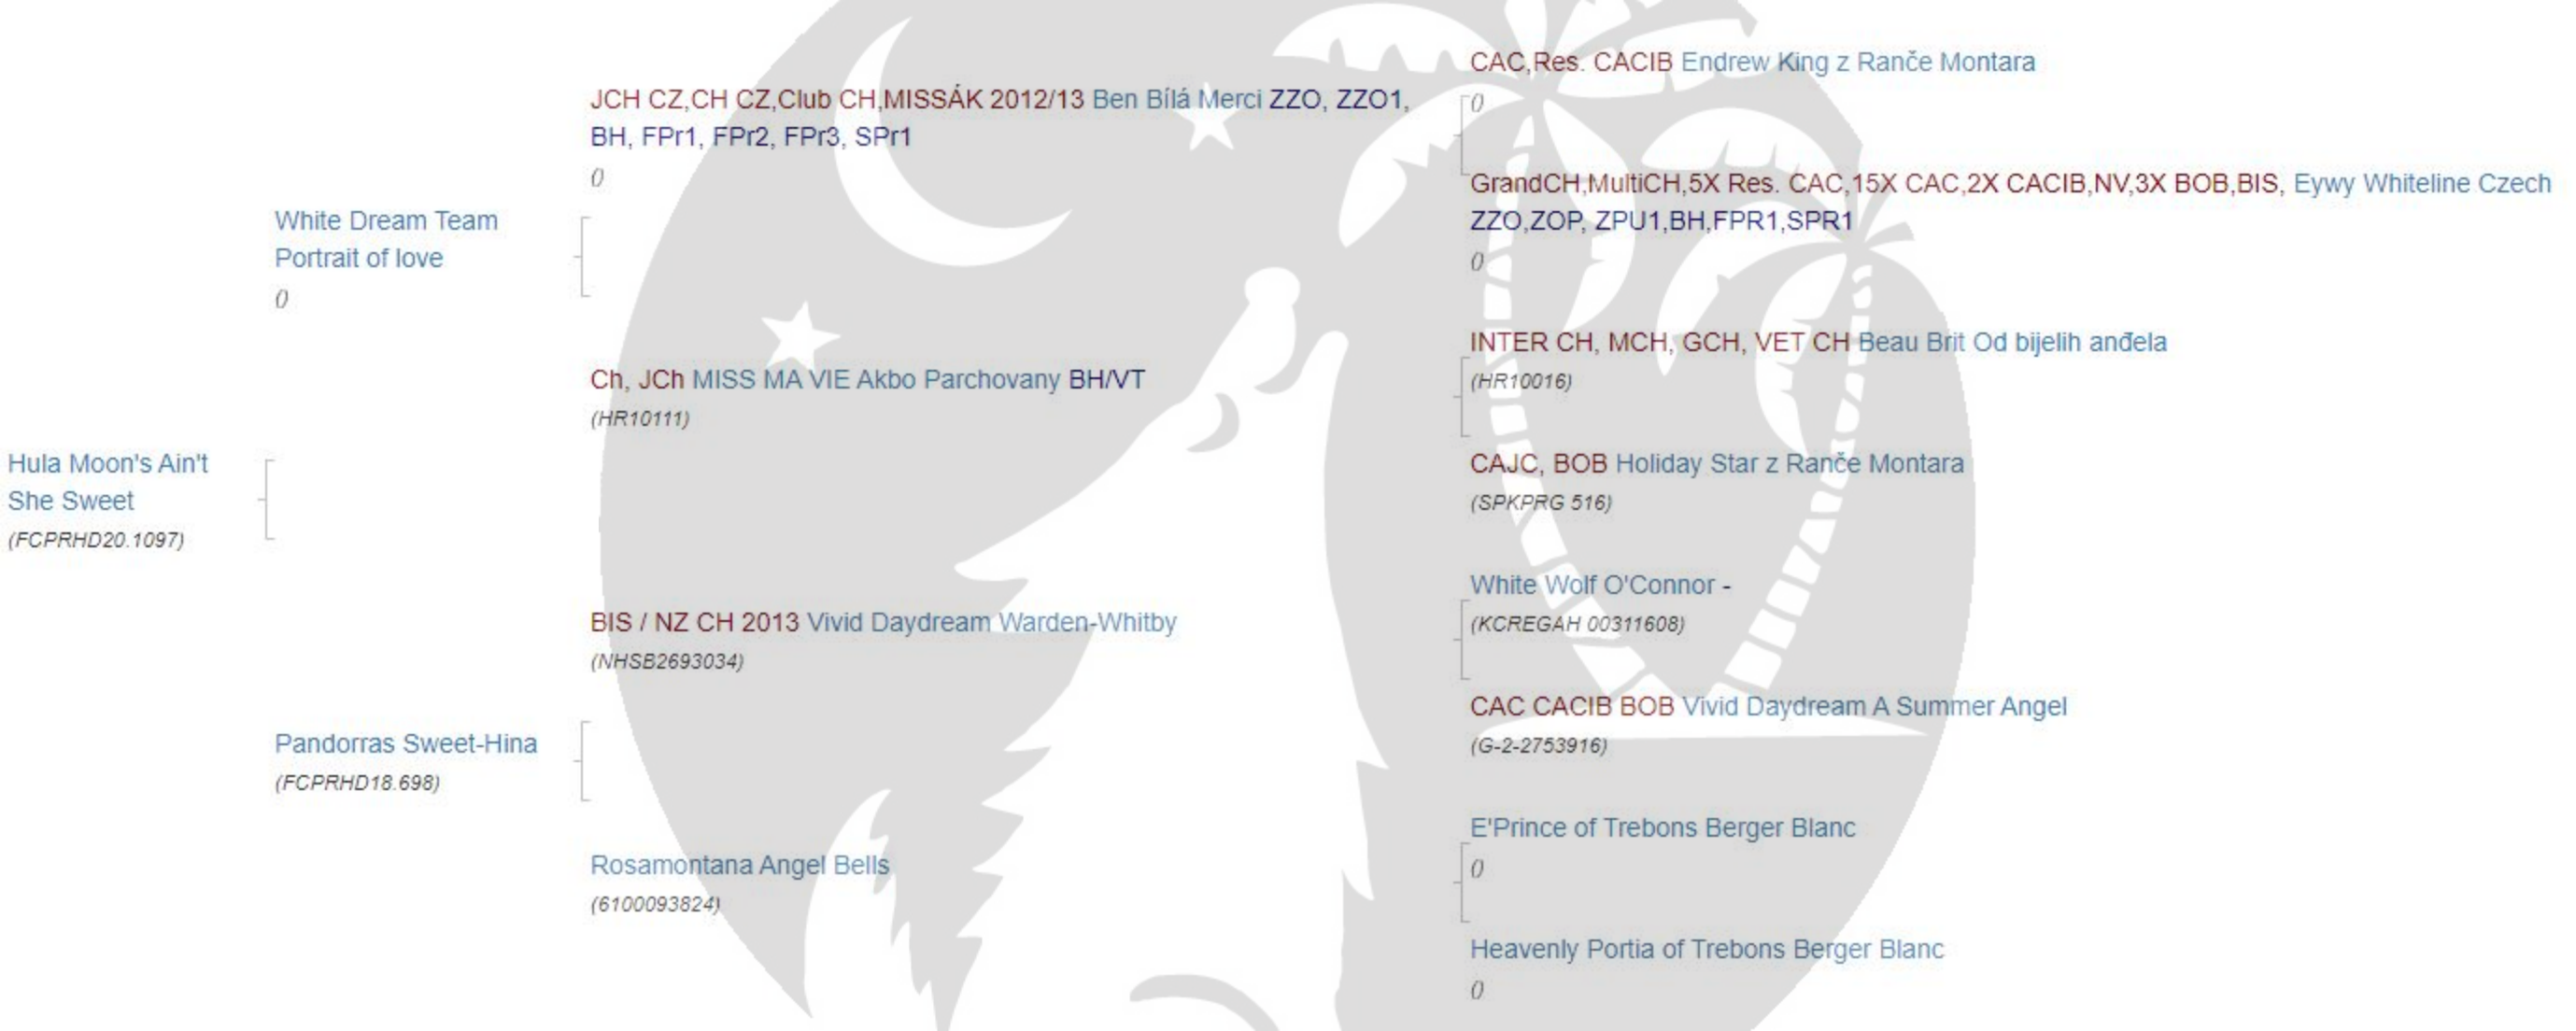 Hula Moon's Ain't
She Sweet
(FCPRHD20.1097)
White Dream Team
Portrait of love
()
Pandorras Sweet-Hina
(FCPRHD18.698)
JCH CZ,CH CZ,Club CH,MISSÁK 2012/13 Ben Bílá Merci ZZO, ZZO1,
BH, FPr1, FPr2, FPr3, SPr1
()
Ch, JCh MISS MA VIE Akbo Parchovany BH/VT
(HR10111)
BIS / NZ CH 2013 Vivid Daydream Warden-Whitby
(NHSB2693034)
Rosamontana Angel Bells
(6100093824)
CAC,Res. CACIB Endrew King z Ranče Montara
()
GrandCH,MultiCH,5X Res. CAC,15X CAC,2X CACIB,NV,3X BOB,BIS, Eywy Whiteline Czech
ZZO,ZOP, ZPU1,BH,FPR1,SPR1
()
INTER CH, MCH, GCH, VET CH Beau Brit Od bijelih anđela
(HR10016)
CAJC, BOB Holiday Star z Ranče Montara
(SPKPRG 516)
White Wolf O'Connor -
(KCREGAH 00311608)
CAC CACIB BOB Vivid Daydream A Summer Angel
(G-2-2753916)
E'Prince of Trebons Berger Blanc
()
Heavenly Portia of Trebons Berger Blanc
()